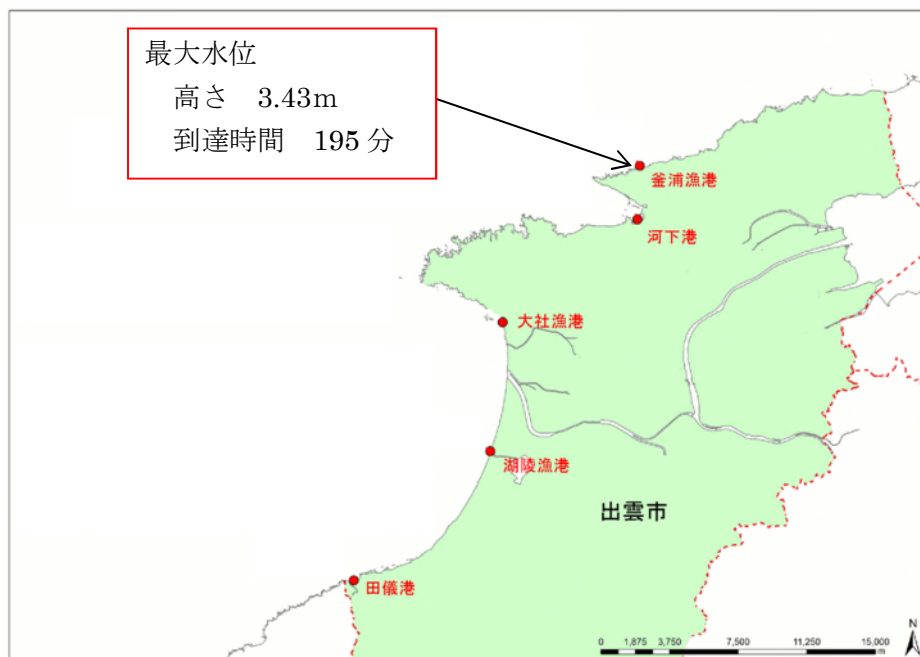 最大水位
高さ 3.43m
到達時間 195 分
釜浦漁港
河下港
大社漁港
湖陵漁港
出雲市
田儀港
N
0 1,875 3,750 7,500 11,250 15,000
m